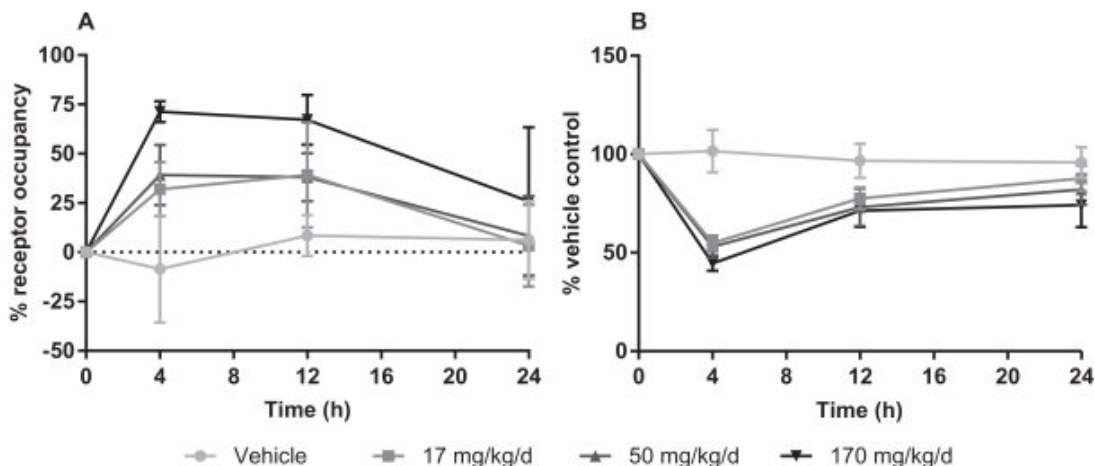 A
% receptor occupancy
100
75
50
25
0
-25
-50
0 4 8 12 16 20 24
Time (h)
B
% vehicle control
150
100
50
0
0 4 8 12 16 20 24
Time (h)
Vehicle 17 mg/kg/d 50 mg/kg/d 170 mg/kg/d